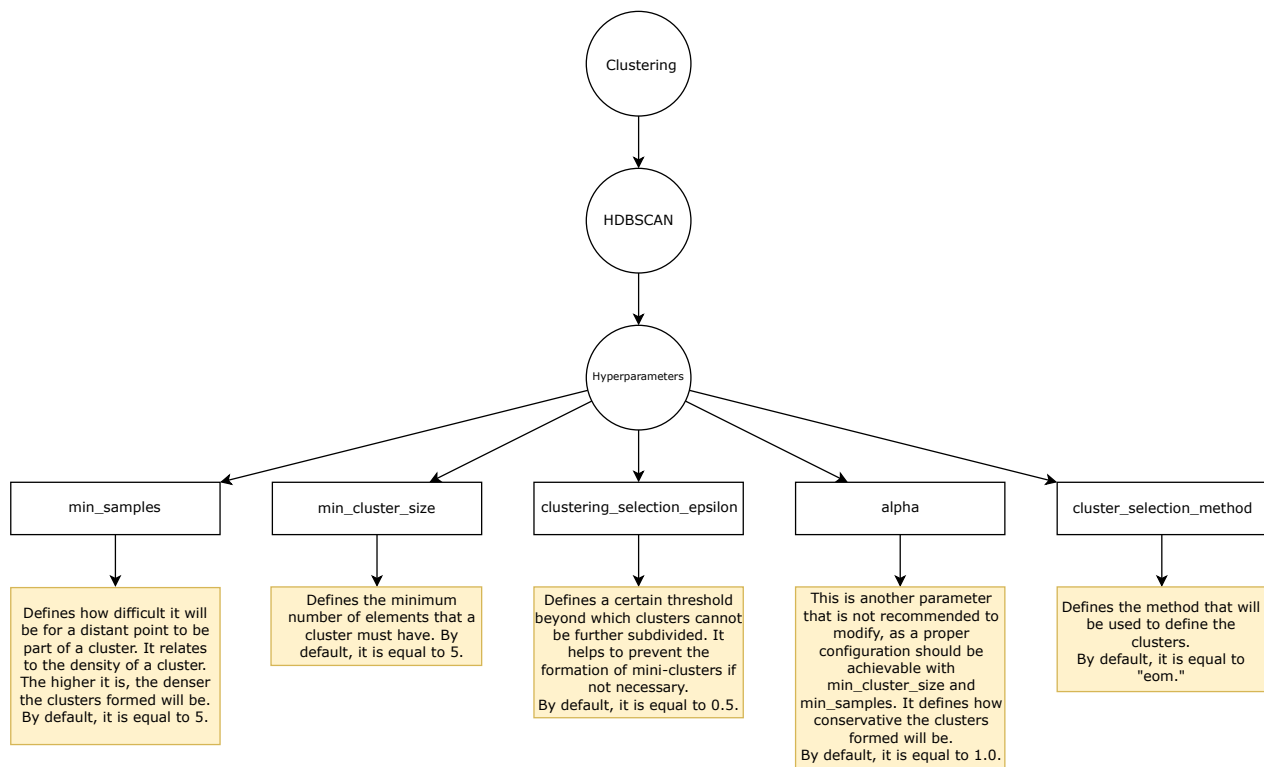 Clustering
HDBSCAN
Hyperparameters
min_samples
min_cluster_size
clustering_selection_epsilon
alpha
cluster_selection_method
Defines how difficult it will
be for a distant point to be
part of a cluster. It relates
to the density of a cluster.
The higher it is, the denser
the clusters formed will be.
By default, it is equal to 5.
Defines the minimum
number of elements that a
cluster must have. By
default, it is equal to 5.
Defines a certain threshold
beyond which clusters cannot
be further subdivided. It
helps to prevent the
formation of mini-clusters if
not necessary.
By default, it is equal to 0.5.
This is another parameter
that is not recommended to
modify, as a proper
configuration should be
achievable with
min_cluster_size and
min_samples. It defines how
conservative the clusters
formed will be.
By default, it is equal to 1.0.
Defines the method that will
be used to define the
clusters.
By default, it is equal to
"eom."